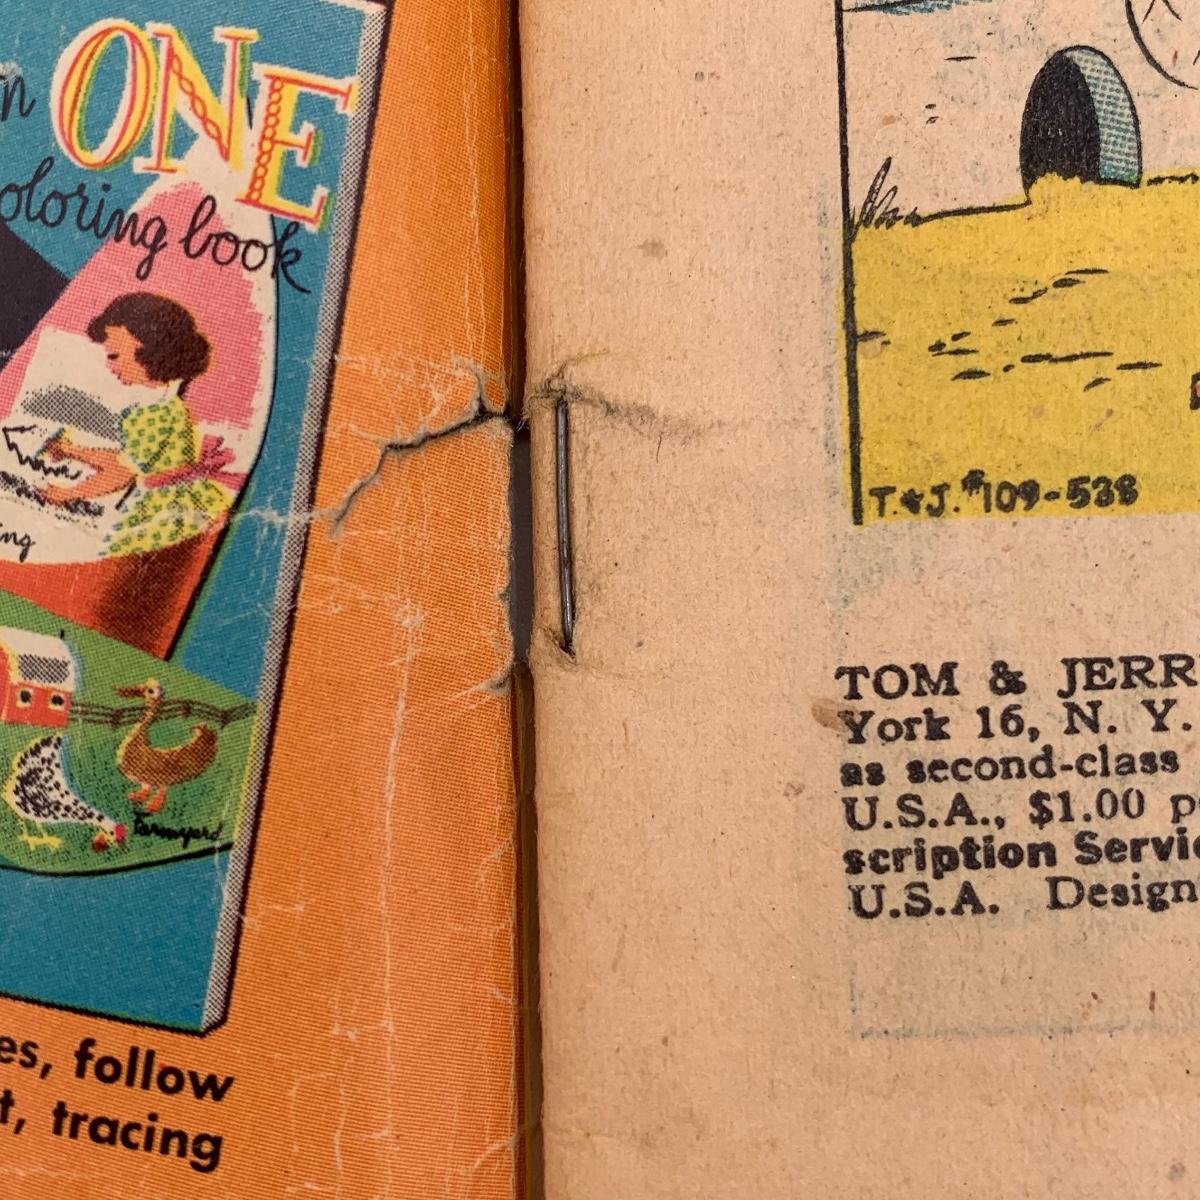 n ONE
oloring book
ng
Farmyard
es, follow
t, tracing
T.&J. #109-538
TOM & JERR
York 16, N. Y.
as second-class
U.S.A., $1.00 p
scription Servic
U.S.A. Design